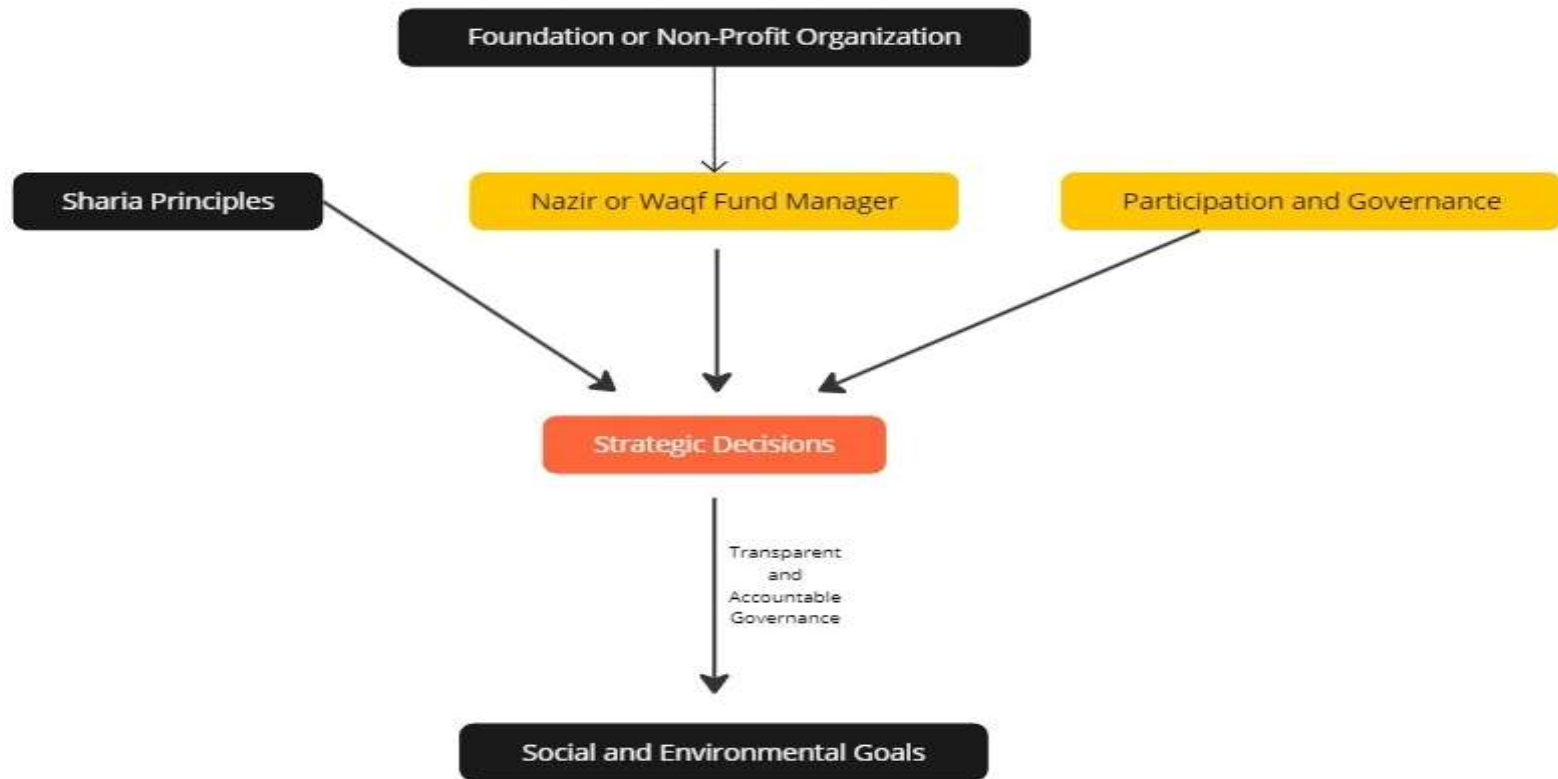 Foundation or Non-Profit Organization
Sharia Principles
Nazir or Waqf Fund Manager
Participation and Governance
Strategic Decisions
Transparent
and
Accountable
Governance
Social and Environmental Goals